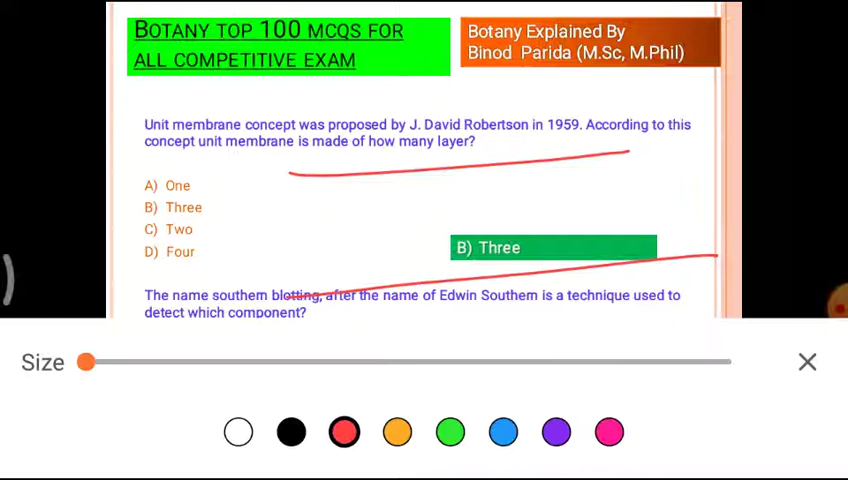 BOTANY TOP 100 MCQS FOR
ALL COMPETITIVE EXAM
Botany Explained By
Binod Parida (M.Sc, M.Phil)
Unit membrane concept was proposed by J. David Robertson in 1959. According to this
concept unit membrane is made of how many layer?
A) One
B) Three
C) Two
D) Four
B) Three
The name southern blotting, after the name of Edwin Southern is a technique used to
detect which component?
Size